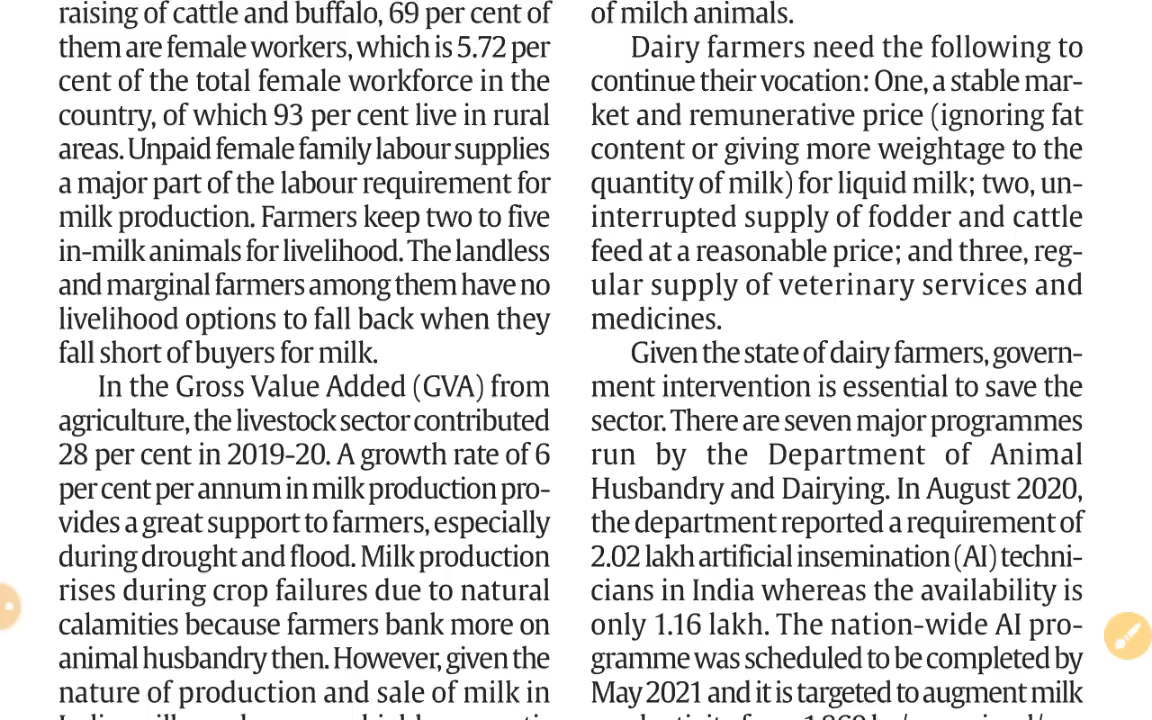 raising of cattle and buffalo, 69 per cent of
them are female workers, which is 5.72 per
cent of the total female workforce in the
country, of which 93 per cent live in rural
areas. Unpaid female family labour supplies
a major part of the labour requirement for
milk production. Farmers keep two to five
in-milk animals for livelihood. The landless
and marginal farmers among them have no
livelihood options to fall back when they
fall short of buyers for milk.
In the Gross Value Added (GVA) from
agriculture, the livestock sector contributed
28 per cent in 2019-20. A growth rate of 6
per cent per annum in milk production pro-
vides a great support to farmers, especially
during drought and flood. Milk production
rises during crop failures due to natural
calamities because farmers bank more on
animal husbandry then. However, given the
nature of production and sale of milk in
of milch animals.
Dairy farmers need the following to
continue their vocation: One, a stable mar-
ket and remunerative price (ignoring fat
content or giving more weightage to the
quantity of milk) for liquid milk; two, un-
interrupted supply of fodder and cattle
feed at a reasonable price; and three, reg-
ular supply of veterinary services and
medicines.
Given the state of dairy farmers, govern-
ment intervention is essential to save the
sector. There are seven major programmes
run by the Department of Animal
Husbandry and Dairying. In August 2020,
the department reported a requirement of
2.02 lakh artificial insemination (AI) techni-
cians in India whereas the availability is
only 1.16 lakh. The nation-wide AI pro-
gramme was scheduled to be completed by
May 2021 and it is targeted to augment milk